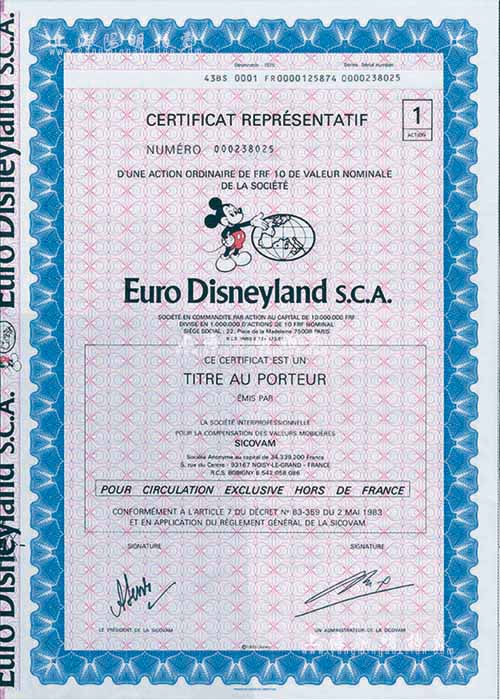 43BS 0001 FR0000125874 0000238025
CERTIFICAT REPRÉSENTATIF
1
ACTION
NUMÉRO 000238025
D'UNE ACTION ORDINAIRE DE FRF 10 DE VALEUR NOMINALE
DE LA SOCIÉTÉ
Euro Disneyland S.C.A.
SOCIÉTÉ EN COMMANDITE PAR ACTION AU CAPITAL DE 10.000.000 FRF
DIVISÉ EN 1.000.000 D'ACTIONS DE 10 FRF NOMINAL
SIÈGE SOCIAL : 22, Place de la Madeleine 75008 PARIS
CE CERTIFICAT EST UN
TITRE AU PORTEUR
ÉMIS PAR
LA SOCIÉTÉ INTERPROFESSIONNELLE
POUR LA COMPENSATION DES VALEURS MOBILIÈRES
SICOVAM
Société Anonyme au capital de 34.339.200 France
5, rue du Centre - 93167 NOISY-LE-GRAND - FRANCE
R.C.S. BOBIGNY B 542 058 086
POUR CIRCULATION EXCLUSIVE HORS DE FRANCE
CONFORMÉMENT À L'ARTICLE 7 DU DÉCRET Nº 83-359 DU 2 MAI 1983
ET EN APPLICATION DU RÈGLEMENT GÉNÉRAL DE LA SICOVAM
SIGNATURE
SIGNATURE
LE PRÉSIDENT DE LA SICOVAM
UN ADMINISTRATEUR DE LA SICOVAM
Euro Disneyland S.C.A.
Euro Disneyland S.C.A.